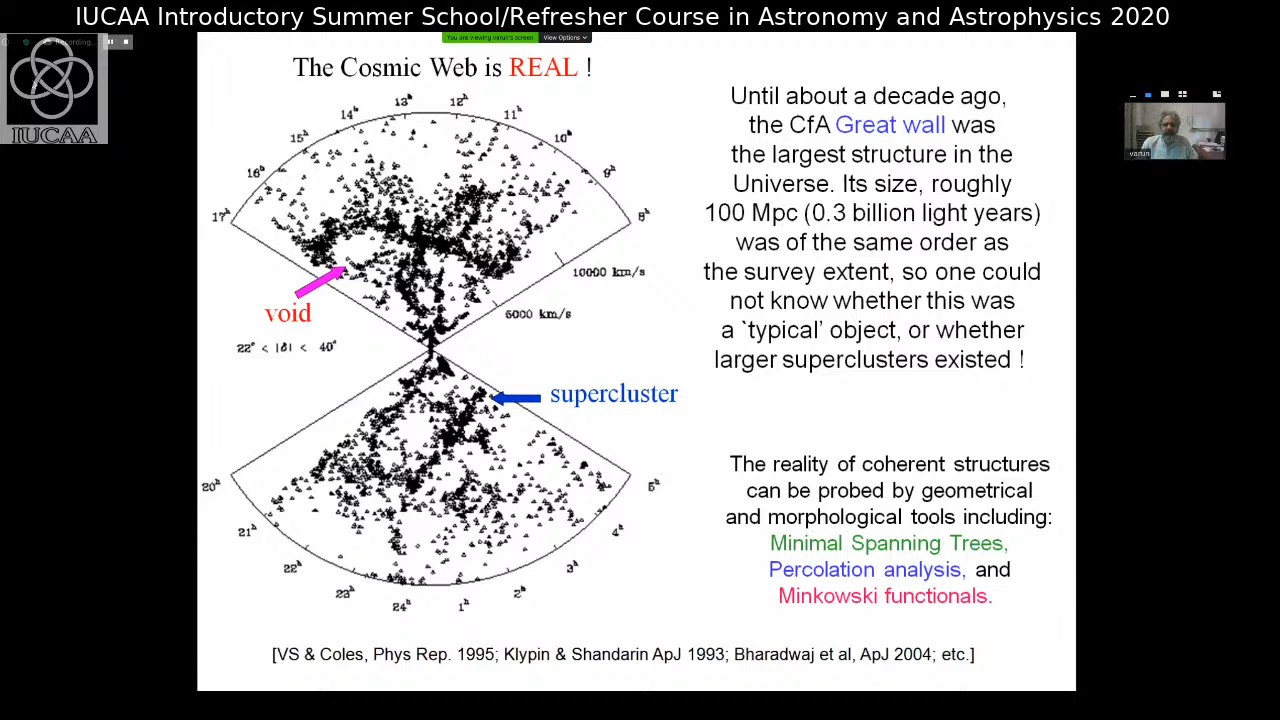 IUCAA Introductory Summer School/Refresher Course in Astronomy and Astrophysics 2020
You are viewing varun's screen
View Options
Recording...
IUCAA
varun
The Cosmic Web is REAL !
13ʰ
12ʰ
14ʰ
11ʰ
15ʰ
10ʰ
16ʰ
9ʰ
17ʰ
8ʰ
10000 km/s
5000 km/s
void
22° < |δ| < 40°
supercluster
20ʰ
5ʰ
21ʰ
4ʰ
22ʰ
3ʰ
23ʰ
2ʰ
24ʰ
1ʰ
Until about a decade ago,
the CfA Great wall was
the largest structure in the
Universe. Its size, roughly
100 Mpc (0.3 billion light years)
was of the same order as
the survey extent, so one could
not know whether this was
a `typical' object, or whether
larger superclusters existed !
The reality of coherent structures
can be probed by geometrical
and morphological tools including:
Minimal Spanning Trees,
Percolation analysis, and
Minkowski functionals.
[VS & Coles, Phys Rep. 1995; Klypin & Shandarin ApJ 1993; Bharadwaj et al, ApJ 2004; etc.]